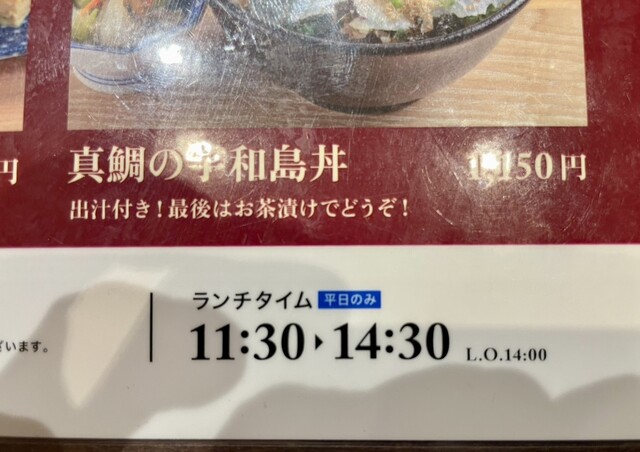 円
真鯛の宇和島丼 1,150円
出汁付き！最後はお茶漬けでどうぞ！
ランチタイム 平日のみ
ざいます。
11:30▸14:30 L.O.14:00